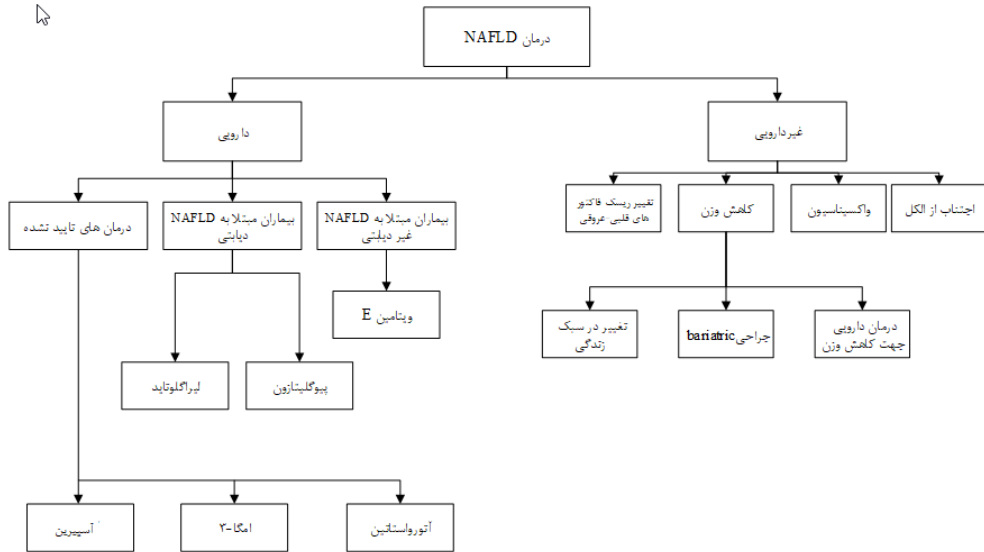 درمان NAFLD
غیردارویی
دارویی
اجتناب از الکل
واکسیناسیون
کاهش وزن
تغییر ریسک فاکتور
های قلبی-عروقی
بیماران مبتلا به NAFLD
غیر دیابتی
بیماران مبتلا به NAFLD
دیابتی
درمان های تایید نشده
درمان دارویی
جهت کاهش وزن
جراحی bariatric
تغییر در سبک
زندگی
ویتامین E
پیوگلیتازون
لیراگلوتاید
آتورواستاتین
امگا-۳
آسپیرین